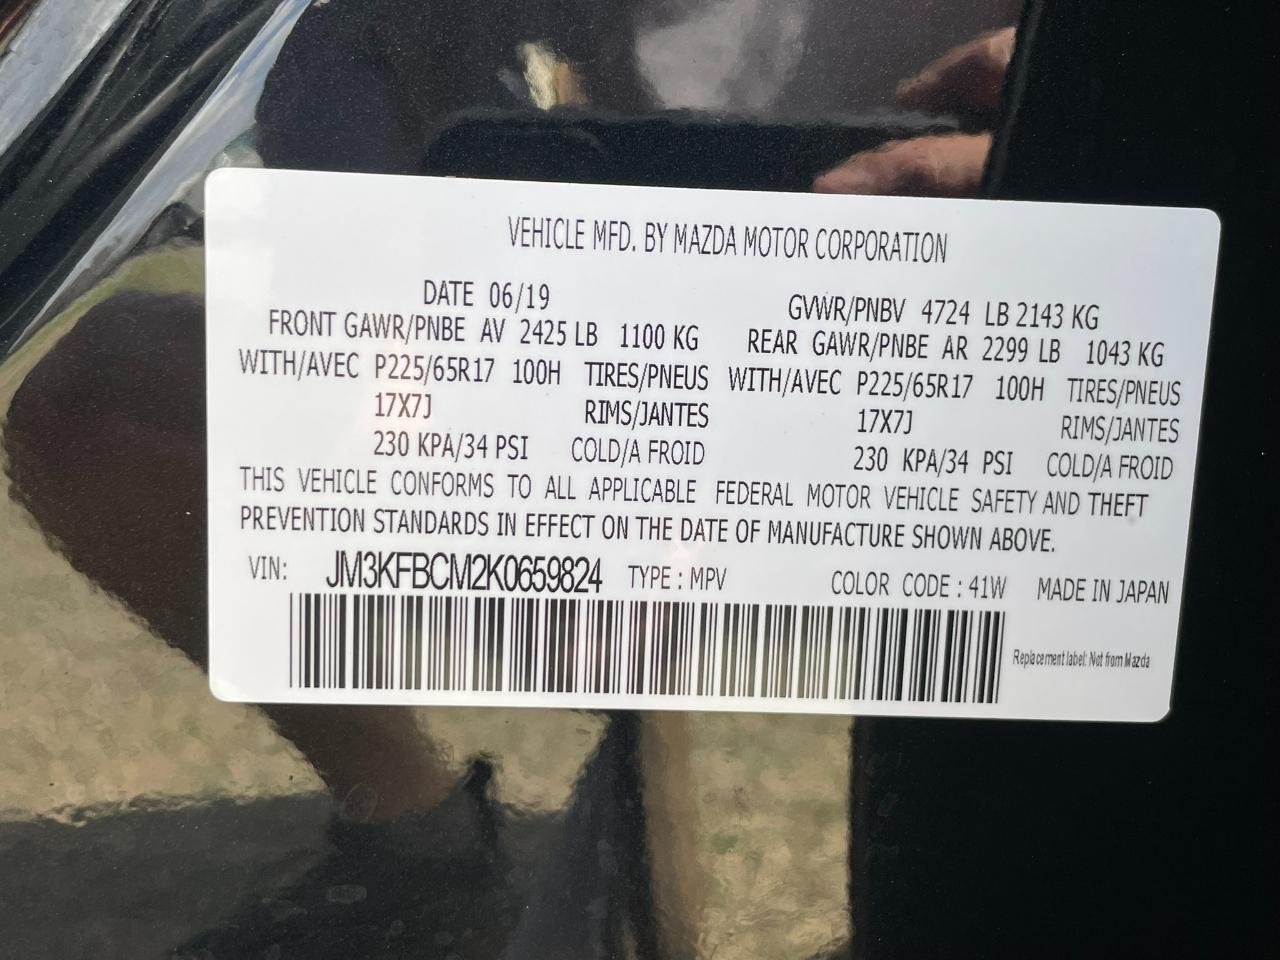 VEHICLE MFD. BY MAZDA MOTOR CORPORATION
DATE 06/19 GVWR/PNBV 4724 LB 2143 KG
FRONT GAWR/PNBE AV 2425 LB 1100 KG REAR GAWR/PNBE AR 2299 LB 1043 KG
WITH/AVEC P225/65R17 100H TIRES/PNEUS WITH/AVEC P225/65R17 100H TIRES/PNEUS
17X7J RIMS/JANTES 17X7J RIMS/JANTES
230 KPA/34 PSI COLD/A FROID 230 KPA/34 PSI COLD/A FROID
THIS VEHICLE CONFORMS TO ALL APPLICABLE FEDERAL MOTOR VEHICLE SAFETY AND THEFT
PREVENTION STANDARDS IN EFFECT ON THE DATE OF MANUFACTURE SHOWN ABOVE.
VIN: JM3KFBCM2K0659824 TYPE : MPV COLOR CODE : 41W MADE IN JAPAN
Replacement label: Not from Mazda